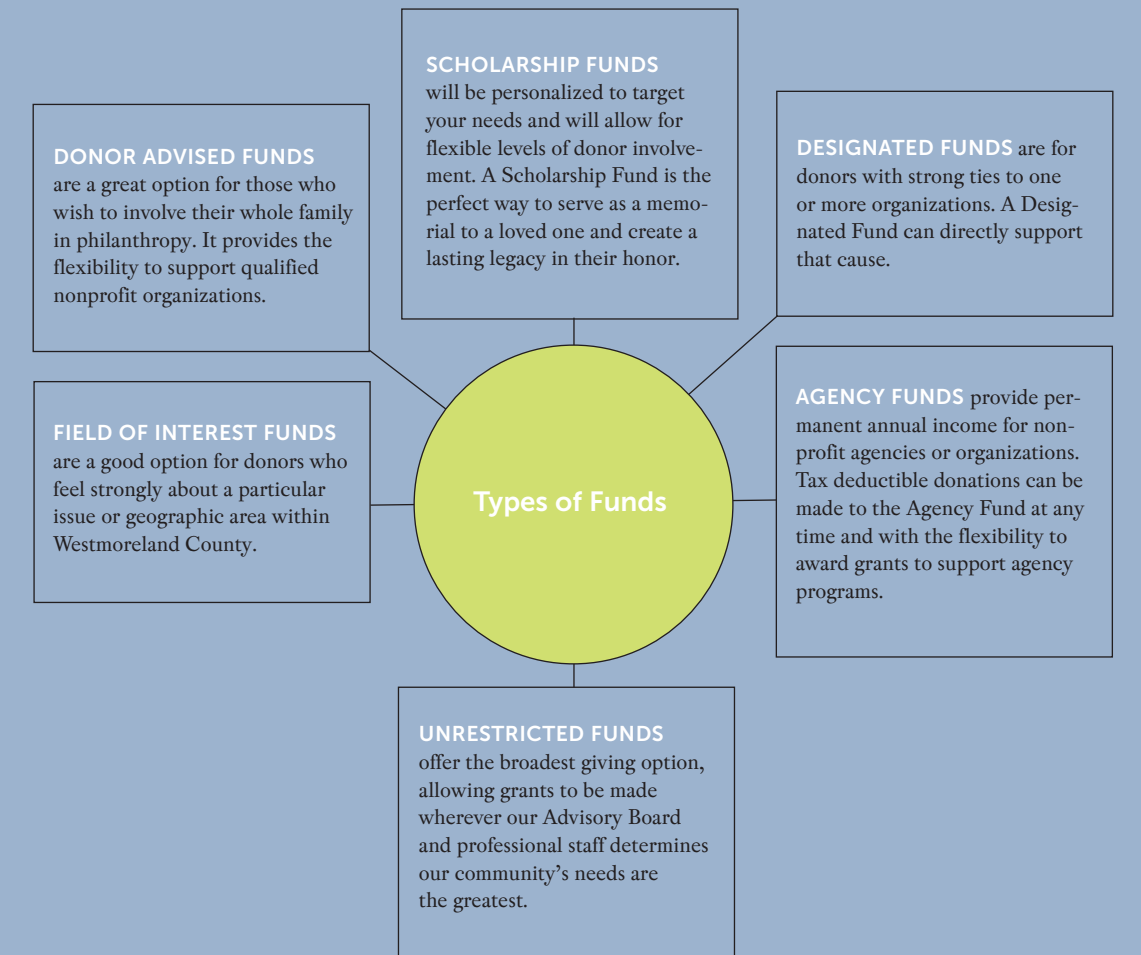 SCHOLARSHIP FUNDS
will be personalized to target
your needs and will allow for
flexible levels of donor involve-
ment. A Scholarship Fund is the
perfect way to serve as a memo-
rial to a loved one and create a
lasting legacy in their honor.
DONOR ADVISED FUNDS
are a great option for those who
wish to involve their whole family
in philanthropy. It provides the
flexibility to support qualified
nonprofit organizations.
DESIGNATED FUNDS are for
donors with strong ties to one
or more organizations. A Desig-
nated Fund can directly support
that cause.
FIELD OF INTEREST FUNDS
are a good option for donors who
feel strongly about a particular
issue or geographic area within
Westmoreland County.
Types of Funds
AGENCY FUNDS provide per-
manent annual income for non-
profit agencies or organizations.
Tax deductible donations can be
made to the Agency Fund at any
time and with the flexibility to
award grants to support agency
programs.
UNRESTRICTED FUNDS
offer the broadest giving option,
allowing grants to be made
wherever our Advisory Board
and professional staff determines
our community's needs are
the greatest.